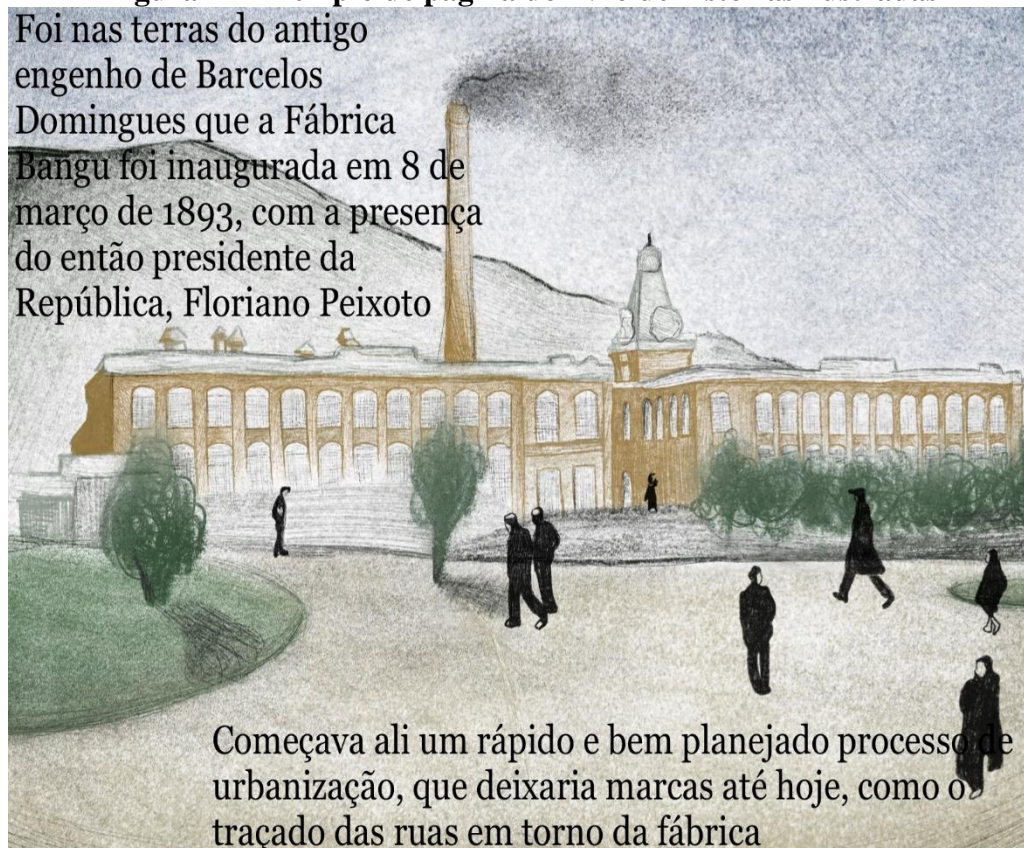 Foi nas terras do antigo
engenho de Barcelos
Domingues que a Fábrica
Bangu foi inaugurada em 8 de
março de 1893, com a presença
do então presidente da
República, Floriano Peixoto
Começava ali um rápido e bem planejado processo de
urbanização, que deixaria marcas até hoje, como o
traçado das ruas em torno da fábrica